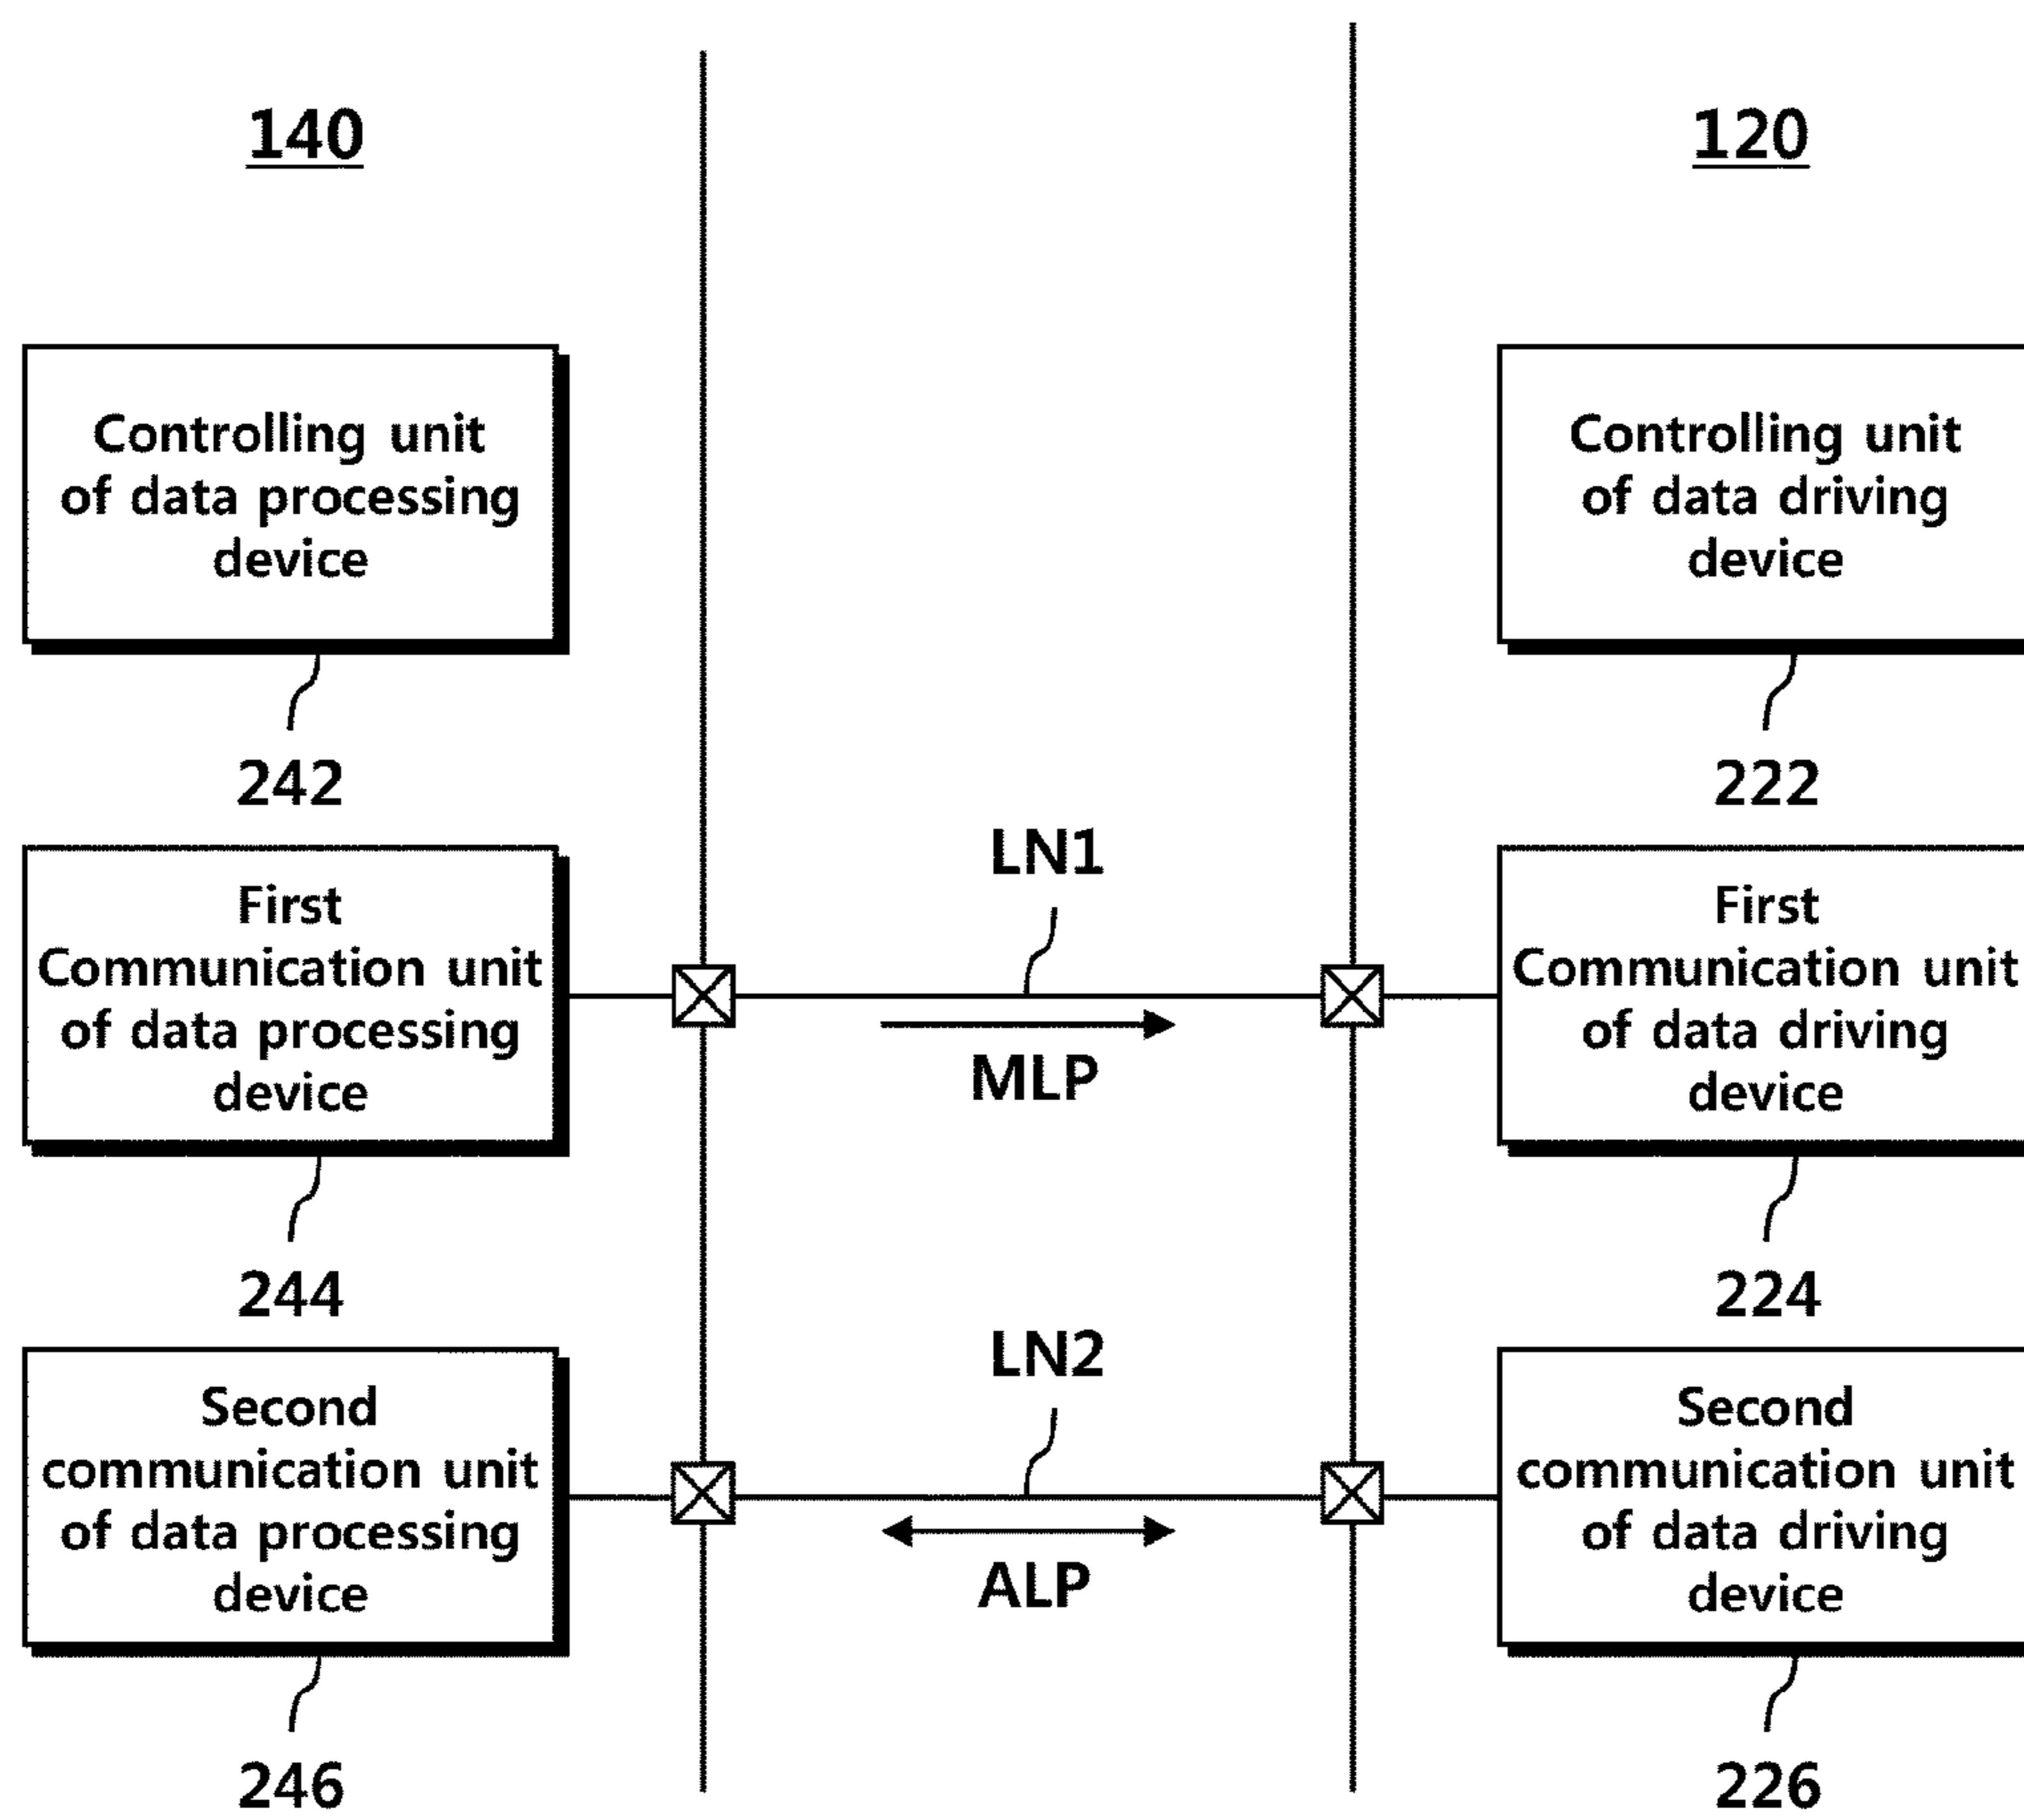 140
120
Controlling unit
of data processing
device
242
Controlling unit
of data driving
device
222
First
Communication unit
of data processing
device
244
LN1
MLP
First
Communication unit
of data driving
device
224
Second
communication unit
of data processing
device
246
LN2
ALP
Second
communication unit
of data driving
device
226